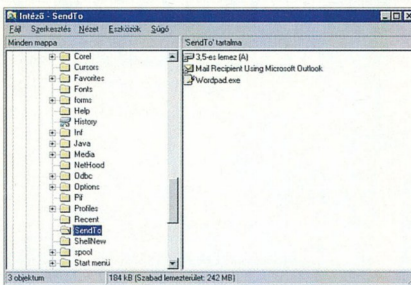 Intéző - SendTo
Fájl Szerkesztés Nézet Eszközök Súgó
Minden mappa
'SendTo' tartalma
Corel
Cursors
Favorites
Fonts
forms
Help
History
Inf
Java
Media
NetHood
Odbc
Options
Pif
Profiles
Recent
SendTo
ShellNew
spool
Start menü
3,5-es lemez (A)
Mail Recipient Using Microsoft Outlook
Wordpad.exe
3 objektum
184 kB (Szabad lemezterület: 242 MB)